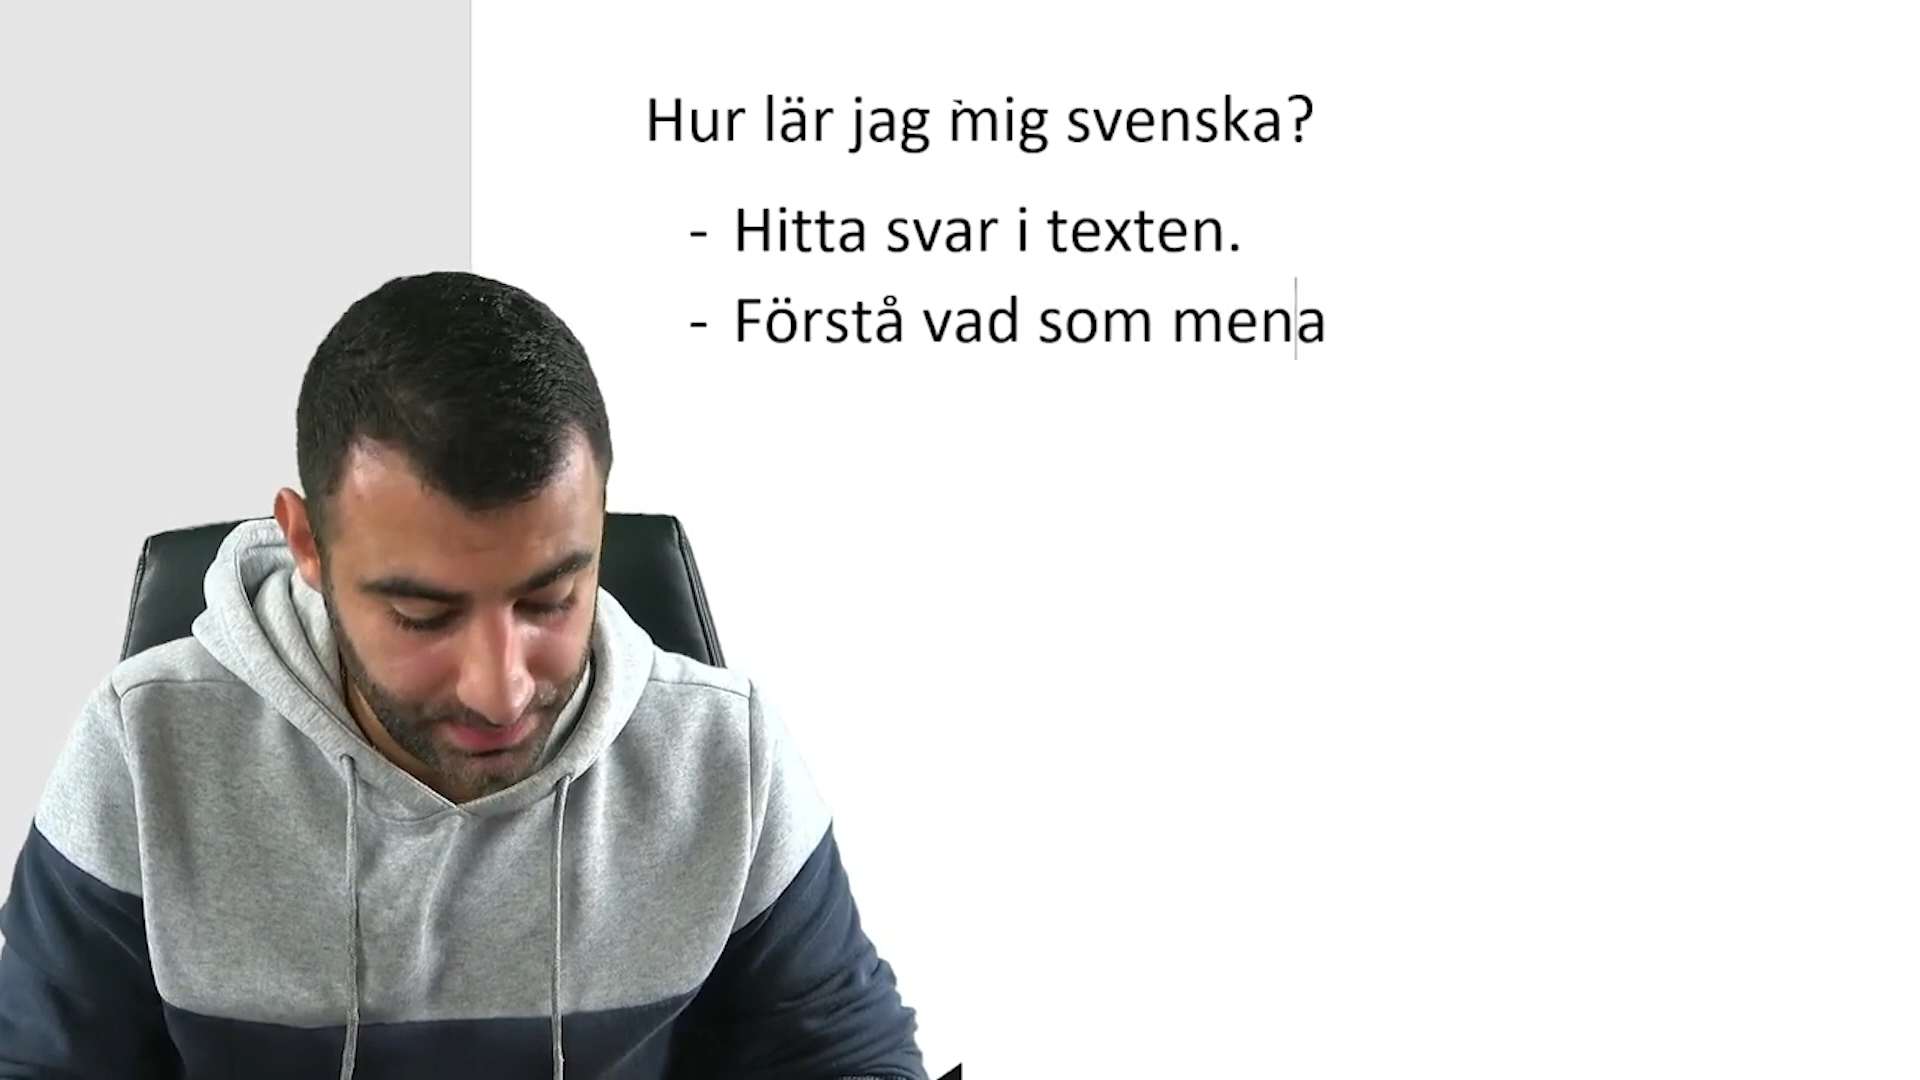 Hur lär jag mig svenska?
- Hitta svar i texten.
- Förstå vad som mena